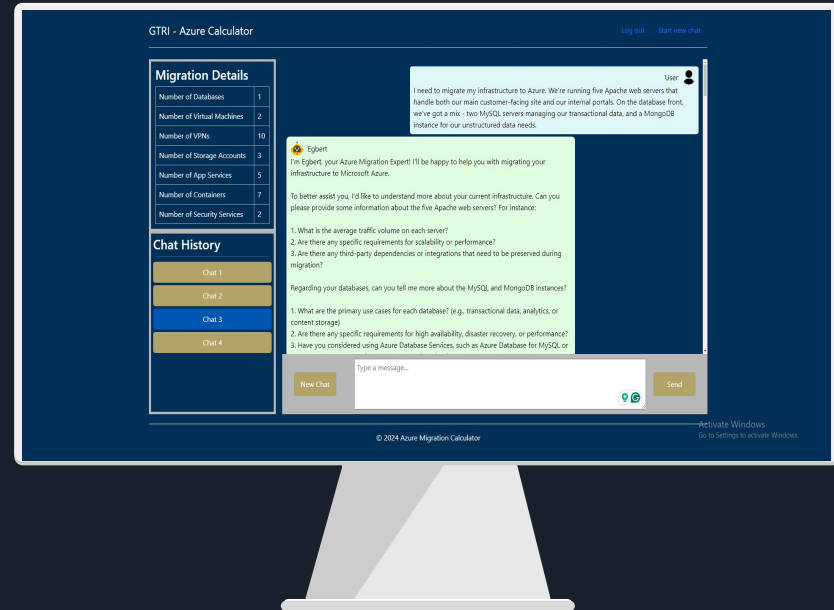 GTRI - Azure Calculator
Log out Start new chat
Migration Details
Number of Databases 1
Number of Virtual Machines 2
Number of VPNs 10
Number of Storage Accounts 3
Number of App Services 5
Number of Containers 7
Number of Security Services 2
Chat History
Chat 1
Chat 2
Chat 3
Chat 4
User
I need to migrate my infrastructure to Azure. We're running five Apache web servers that
handle both our main customer-facing site and our internal portals. On the database front,
we've got a mix - two MySQL servers managing our transactional data, and a MongoDB
instance for our unstructured data needs.
Egbert
I'm Egbert, your Azure Migration Expert! I'll be happy to help you with migrating your
infrastructure to Microsoft Azure.
To better assist you, I'd like to understand more about your current infrastructure. Can you
please provide some information about the five Apache web servers? For instance:
1. What is the average traffic volume on each server?
2. Are there any specific requirements for scalability or performance?
3. Are there any third-party dependencies or integrations that need to be preserved during
migration?
Regarding your databases, can you tell me more about the MySQL and MongoDB instances?
1. What are the primary use cases for each database? (e.g., transactional data, analytics, or
content storage)
2. Are there any specific requirements for high availability, disaster recovery, or performance?
3. Have you considered using Azure Database Services, such as Azure Database for MySQL or
New Chat
Type a message...
Send
Activate Windows
Go to Settings to activate Windows.
© 2024 Azure Migration Calculator